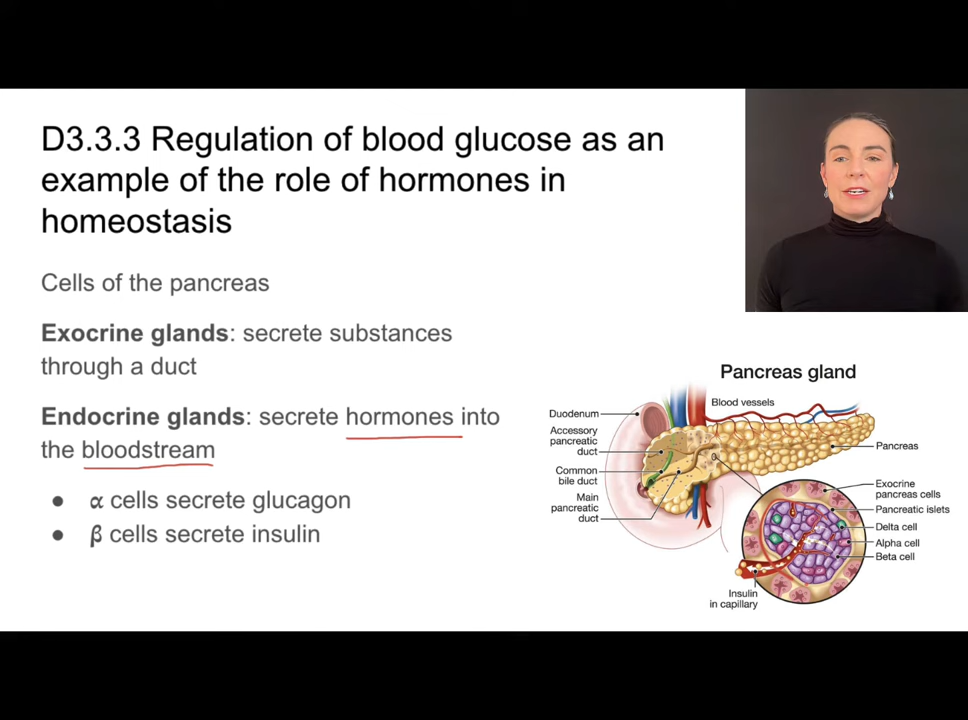 D3.3.3 Regulation of blood glucose as an
example of the role of hormones in
homeostasis
Cells of the pancreas
Exocrine glands: secrete substances
through a duct
Endocrine glands: secrete hormones into
the bloodstream
● α cells secrete glucagon
● β cells secrete insulin
Pancreas gland
Blood vessels
Duodenum
Accessory
pancreatic
duct
Common
bile duct
Main
pancreatic
duct
Pancreas
Exocrine
pancreas cells
Pancreatic islets
Delta cell
Alpha cell
Beta cell
Insulin
in capillary